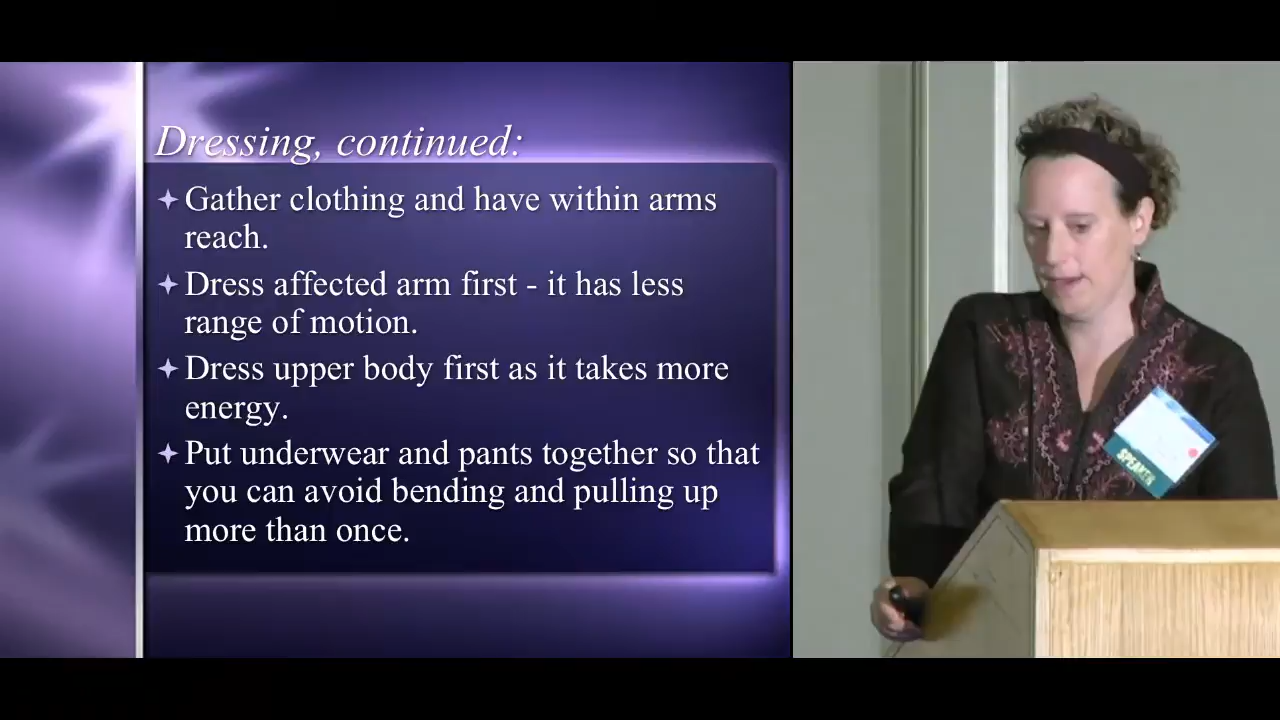 Dressing, continued:
Gather clothing and have within arms
reach.
Dress affected arm first - it has less
range of motion.
Dress upper body first as it takes more
energy.
Put underwear and pants together so that
you can avoid bending and pulling up
more than once.
SPEAKER